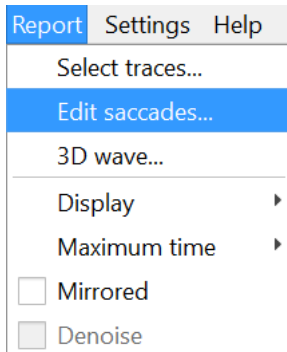 Report Settings Help
Select traces...
Edit saccades...
3D wave...
Display
Maximum time
Mirrored
Denoise